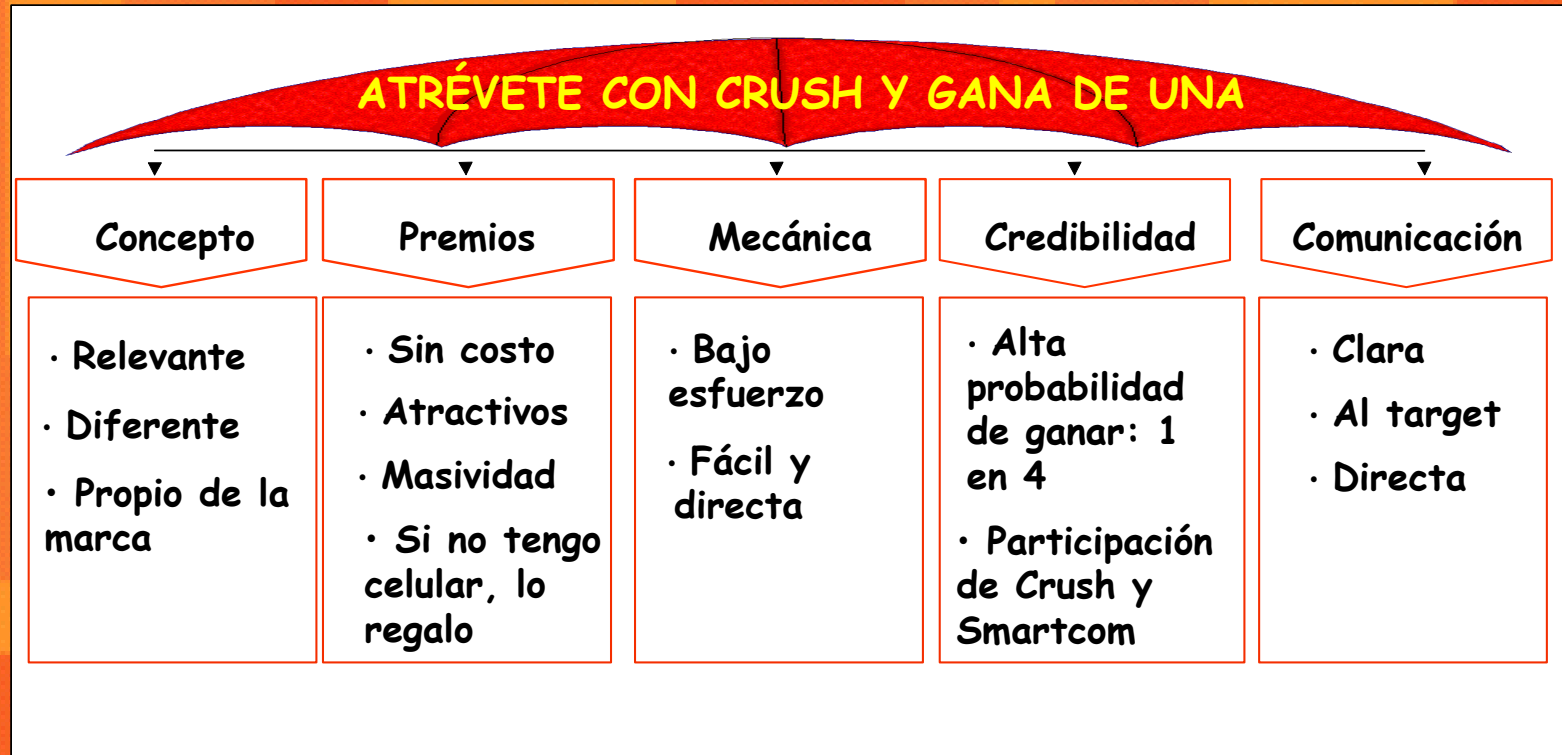 ATRÉVETE CON CRUSH Y GANA DE UNA
Concepto
· Relevante
· Diferente
· Propio de la
marca
Premios
· Sin costo
· Atractivos
· Masividad
· Si no tengo
celular, lo
regalo
Mecánica
· Bajo
esfuerzo
· Fácil y
directa
Credibilidad
· Alta
probabilidad
de ganar: 1
en 4
· Participación
de Crush y
Smartcom
Comunicación
· Clara
· Al target
· Directa